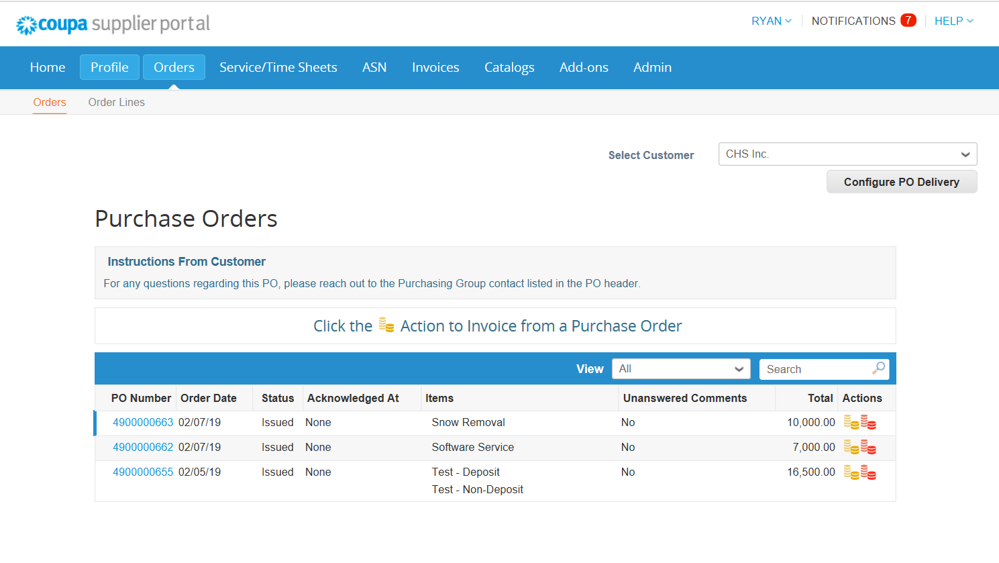 coupa supplier portal
RYAN NOTIFICATIONS 7 HELP
Home Profile Orders Service/Time Sheets ASN Invoices Catalogs Add-ons Admin
Orders Order Lines
Select Customer CHS Inc.
Configure PO Delivery
Purchase Orders
Instructions From Customer
For any questions regarding this PO, please reach out to the Purchasing Group contact listed in the PO header.
Click the Action to Invoice from a Purchase Order
View All Search
PO Number Order Date Status Acknowledged At Items Unanswered Comments Total Actions
4900000663 02/07/19 Issued None Snow Removal No 10,000.00
4900000662 02/07/19 Issued None Software Service No 7,000.00
4900000655 02/05/19 Issued None Test - Deposit No 16,500.00
Test - Non-Deposit